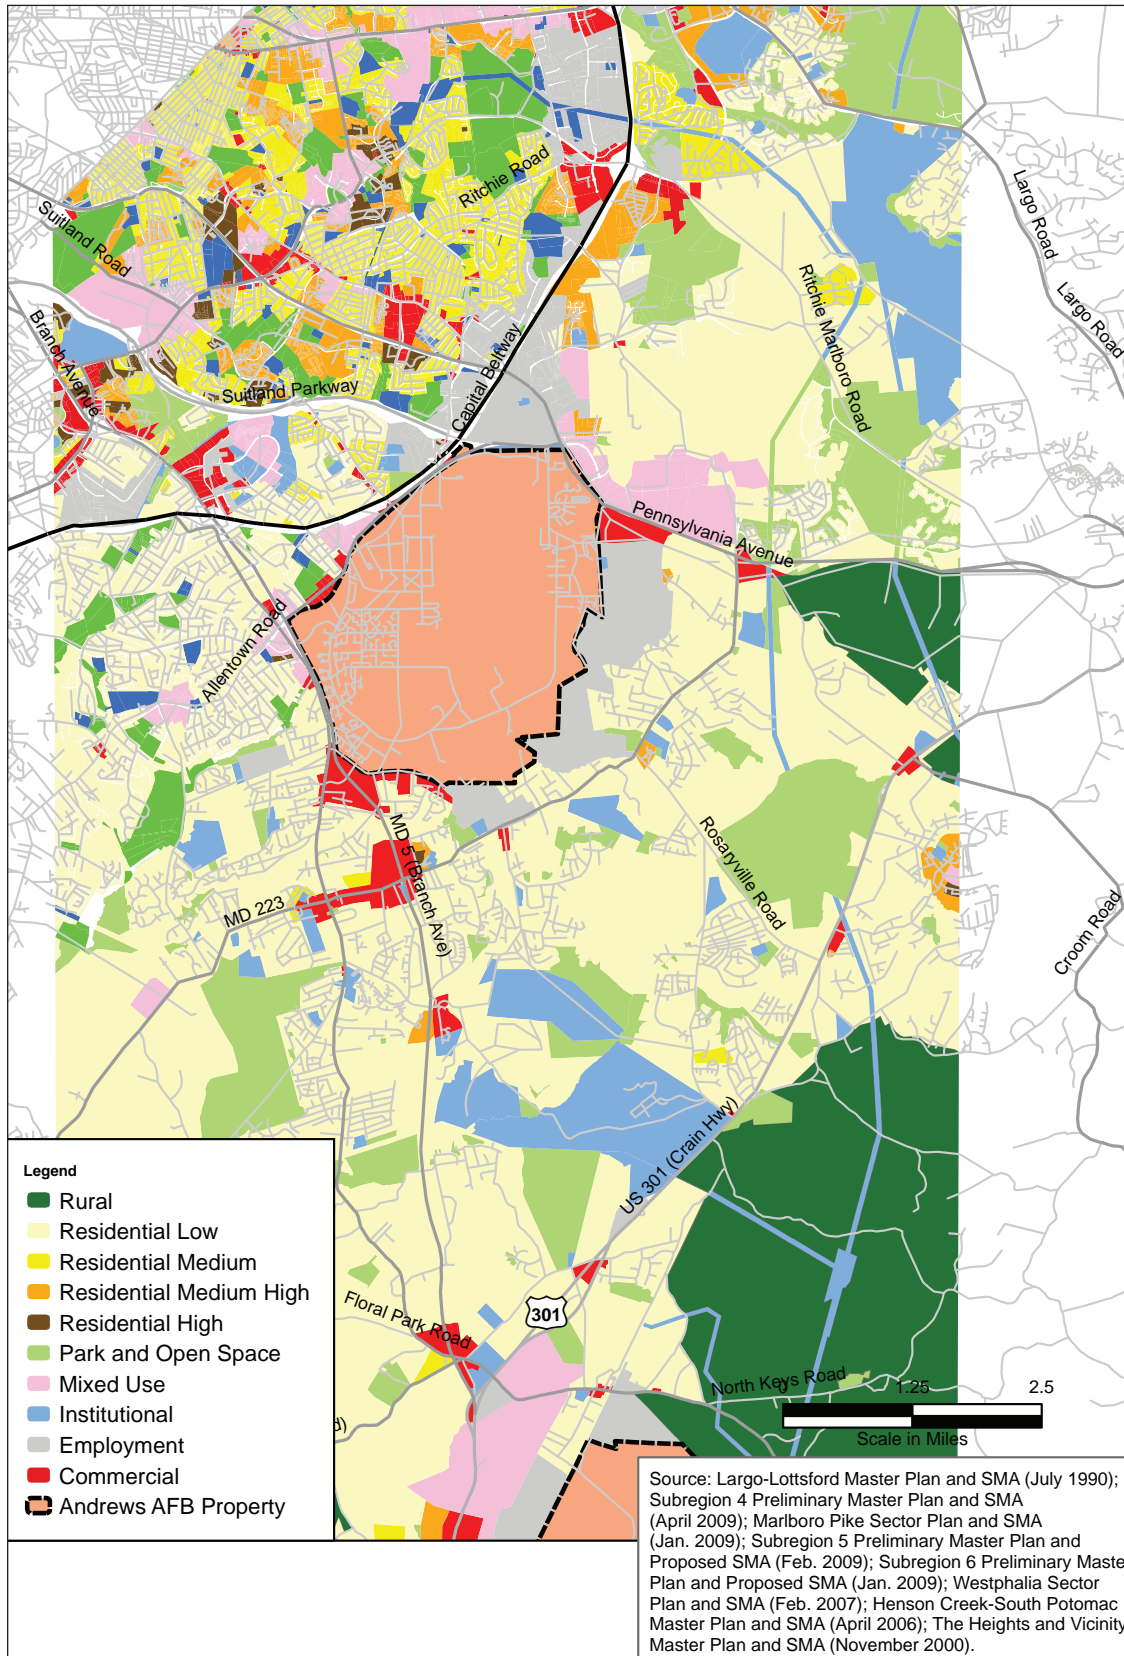 Suitland Road
Ritchie Road
Largo Road
Largo Road
Branch Avenue
Ritchie Marlboro Road
Capital Beltway
Suitland Parkway
Pennsylvania Avenue
Allentown Road
MD 5 (Branch Ave)
Rosaryville Road
MD 223
Croom Road
US 301 (Crain Hwy)
Floral Park Road
301
North Keys Road
d)
Legend
Rural
Residential Low
Residential Medium
Residential Medium High
Residential High
Park and Open Space
Mixed Use
Institutional
Employment
Commercial
Andrews AFB Property
0 1.25 2.5
Scale in Miles
Source: Largo-Lottsford Master Plan and SMA (July 1990);
Subregion 4 Preliminary Master Plan and SMA
(April 2009); Marlboro Pike Sector Plan and SMA
(Jan. 2009); Subregion 5 Preliminary Master Plan and
Proposed SMA (Feb. 2009); Subregion 6 Preliminary Maste
Plan and Proposed SMA (Jan. 2009); Westphalia Sector
Plan and SMA (Feb. 2007); Henson Creek-South Potomac
Master Plan and SMA (April 2006); The Heights and Vicinity
Master Plan and SMA (November 2000).